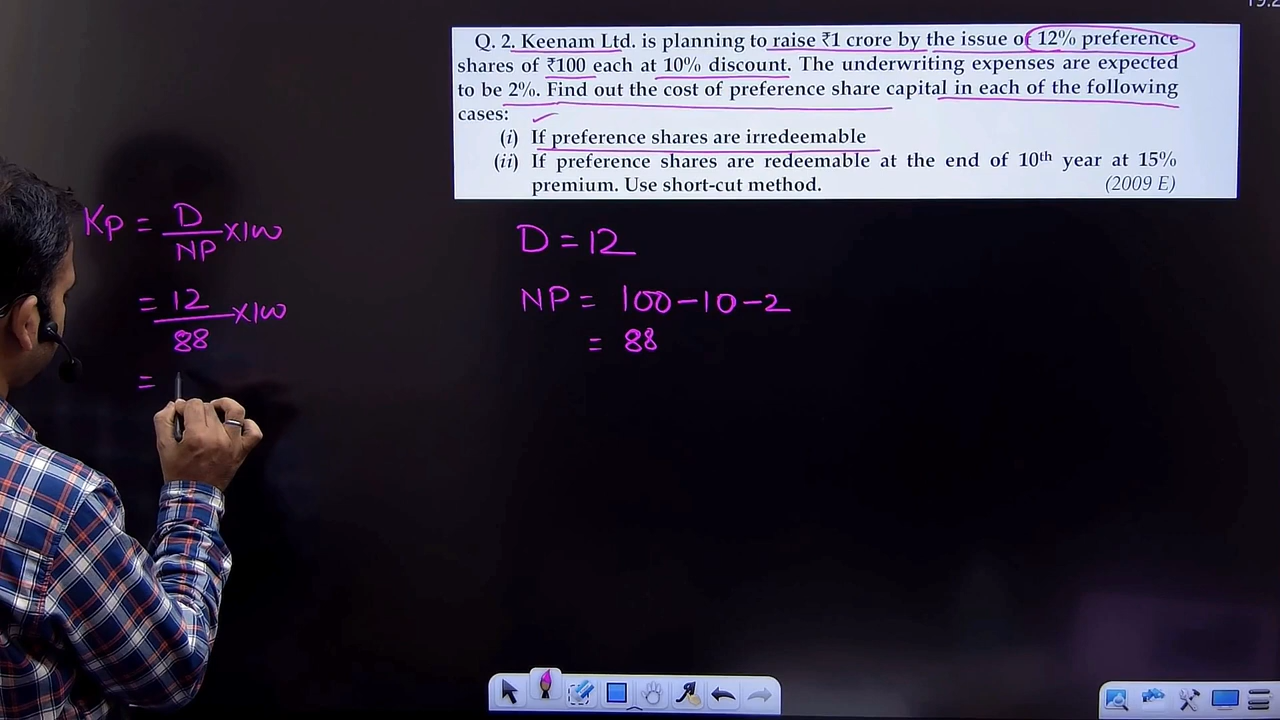 19:2
Q. 2. Keenam Ltd. is planning to raise ₹1 crore by the issue of 12% preference
shares of ₹100 each at 10% discount. The underwriting expenses are expected
to be 2%. Find out the cost of preference share capital in each of the following
cases:
(i) If preference shares are irredeemable
(ii) If preference shares are redeemable at the end of 10th year at 15%
premium. Use short-cut method. (2009 E)
Kp = D/NP ×100
= 12/88 ×100
=
D = 12
NP = 100-10-2
= 88